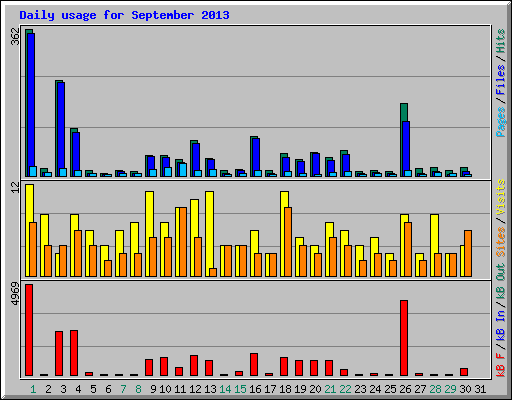 Daily usage for September 2013
362
Pages / Files / Hits
12
Sites / Visits
4969
kB F / kB In / kB Out
1 2 3 4 5 6 7 8 9 10 11 12 13 14 15 16 17 18 19 20 21 22 23 24 25 26 27 28 29 30 31